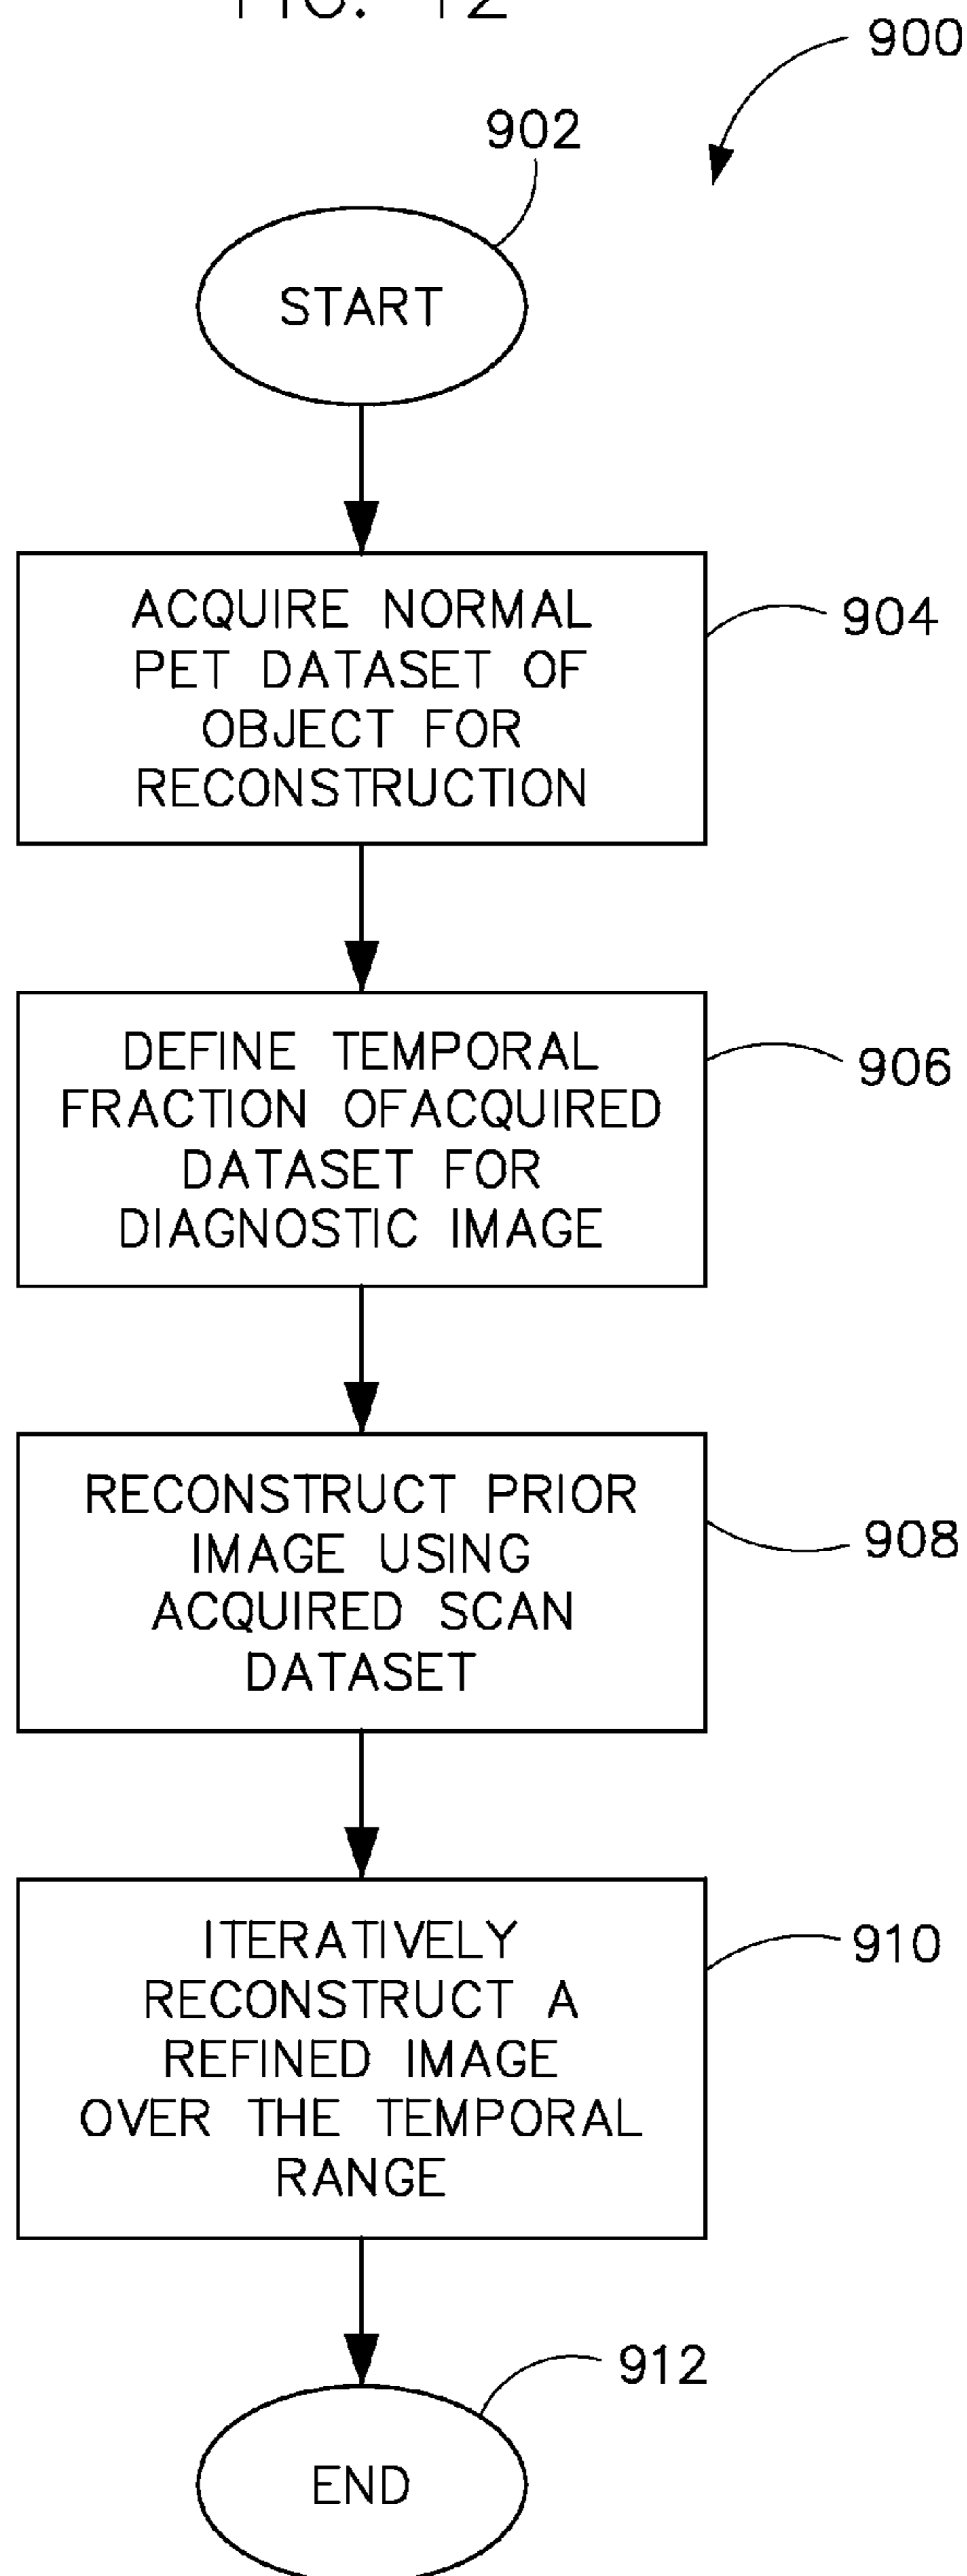 FIG. 12
900
902
START
ACQUIRE NORMAL
PET DATASET OF
OBJECT FOR
RECONSTRUCTION
904
DEFINE TEMPORAL
FRACTION OFACQUIRED
DATASET FOR
DIAGNOSTIC IMAGE
906
RECONSTRUCT PRIOR
IMAGE USING
ACQUIRED SCAN
DATASET
908
ITERATIVELY
RECONSTRUCT A
REFINED IMAGE
OVER THE TEMPORAL
RANGE
910
912
END